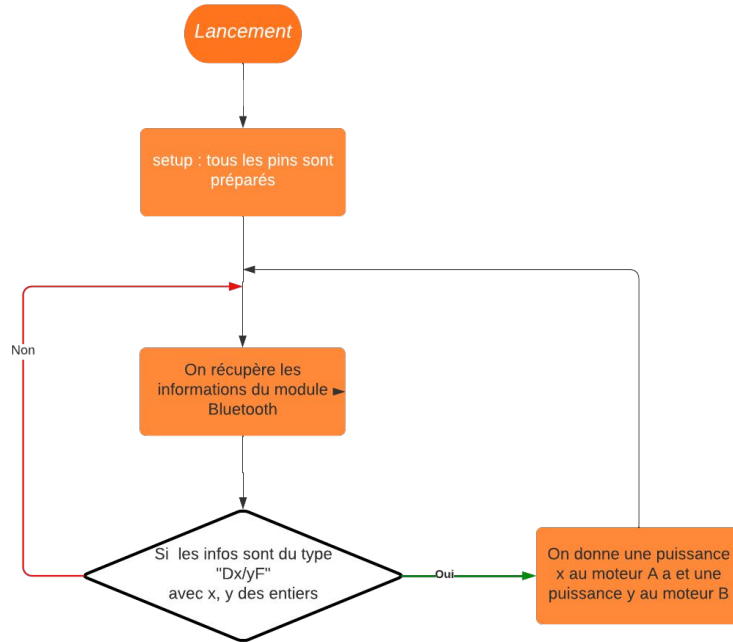 Lancement
setup : tous les pins sont
préparés
Non
On récupère les
informations du module
Bluetooth
Si les infos sont du type
"Dx/yF"
avec x, y des entiers
Oui
On donne une puissance
x au moteur A a et une
puissance y au moteur B